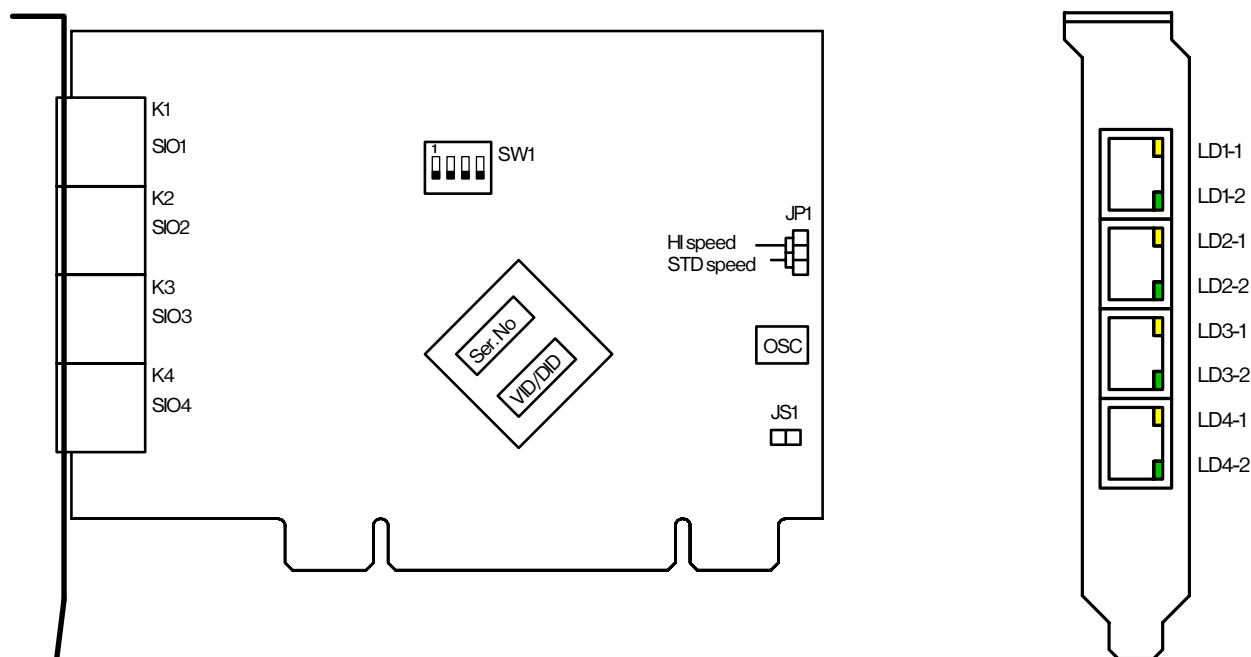 K1
SIO1
K2
SIO2
K3
SIO3
K4
SIO4
1
SW1
JP1
HI speed
STD speed
Ser. No
VID/DID
OSC
JS1
LD1-1
LD1-2
LD2-1
LD2-2
LD3-1
LD3-2
LD4-1
LD4-2